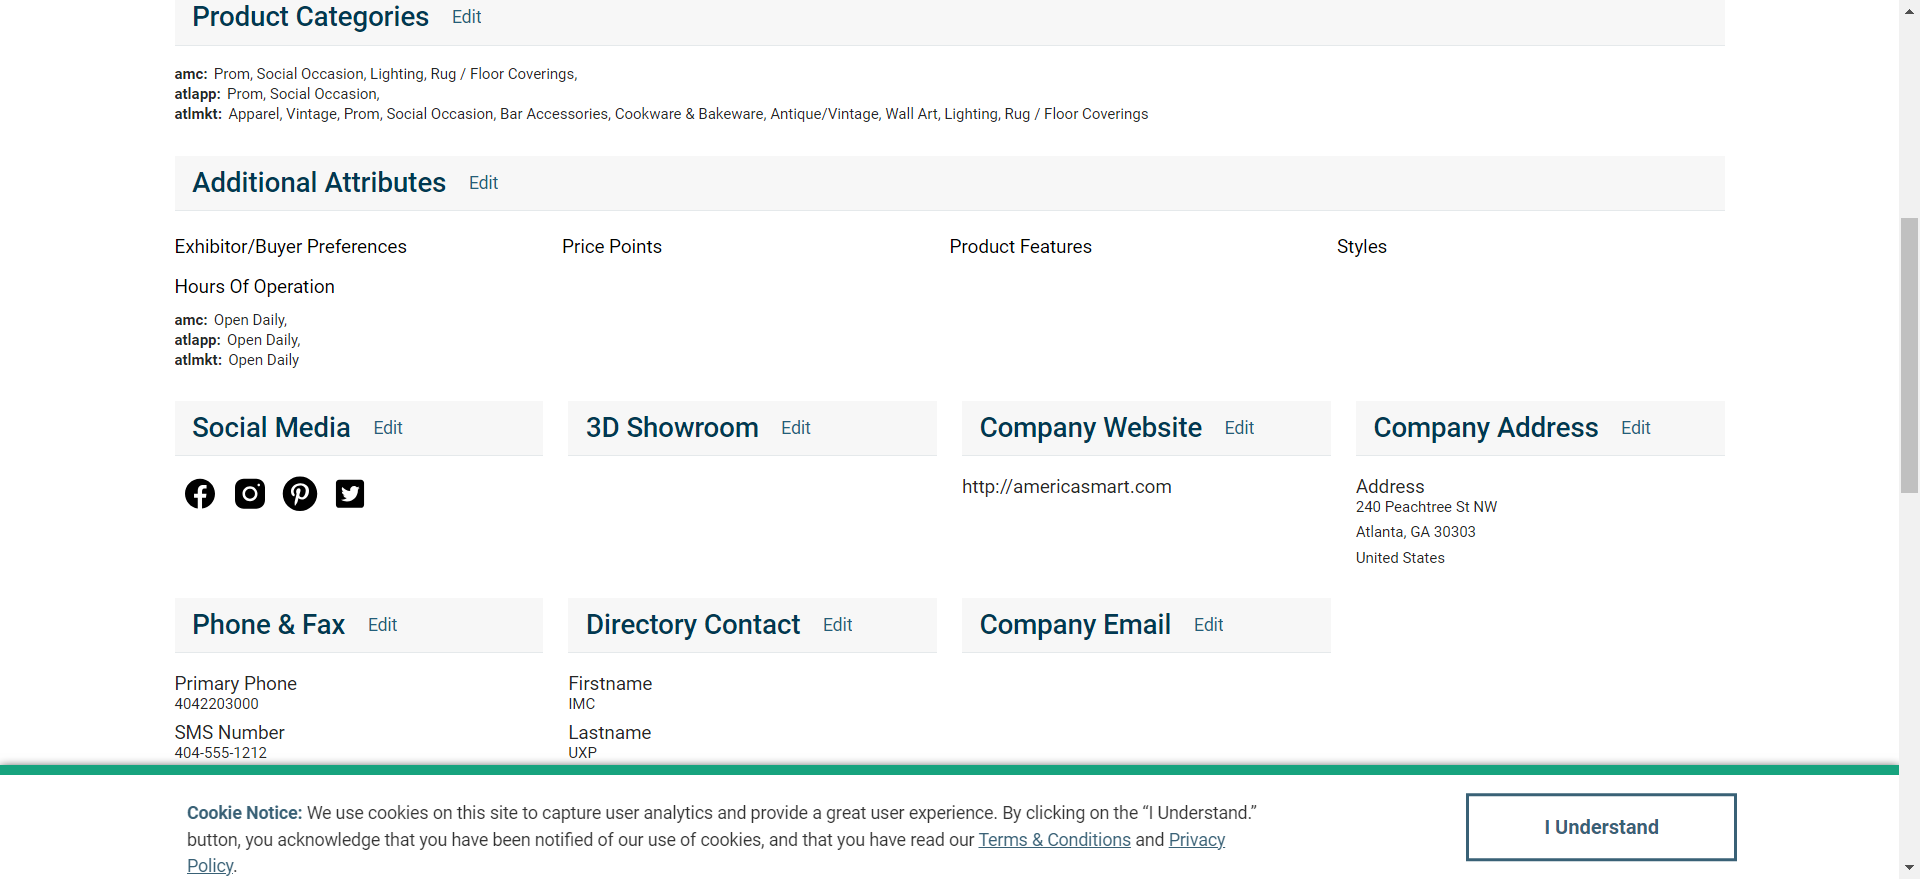 Product Categories Edit
amc: Prom, Social Occasion, Lighting, Rug / Floor Coverings,
atlapp: Prom, Social Occasion,
atlmkt: Apparel, Vintage, Prom, Social Occasion, Bar Accessories, Cookware & Bakeware, Antique/Vintage, Wall Art, Lighting, Rug / Floor Coverings
Additional Attributes Edit
Exhibitor/Buyer Preferences Price Points Product Features Styles
Hours Of Operation
amc: Open Daily,
atlapp: Open Daily,
atlmkt: Open Daily
Social Media Edit
3D Showroom Edit
Company Website Edit
http://americasmart.com
Company Address Edit
Address
240 Peachtree St NW
Atlanta, GA 30303
United States
Phone & Fax Edit
Primary Phone
4042203000
SMS Number
404-555-1212
Directory Contact Edit
Firstname
IMC
Lastname
UXP
Company Email Edit
Cookie Notice: We use cookies on this site to capture user analytics and provide a great user experience. By clicking on the “I Understand.”
button, you acknowledge that you have been notified of our use of cookies, and that you have read our Terms & Conditions and Privacy
Policy.
I Understand